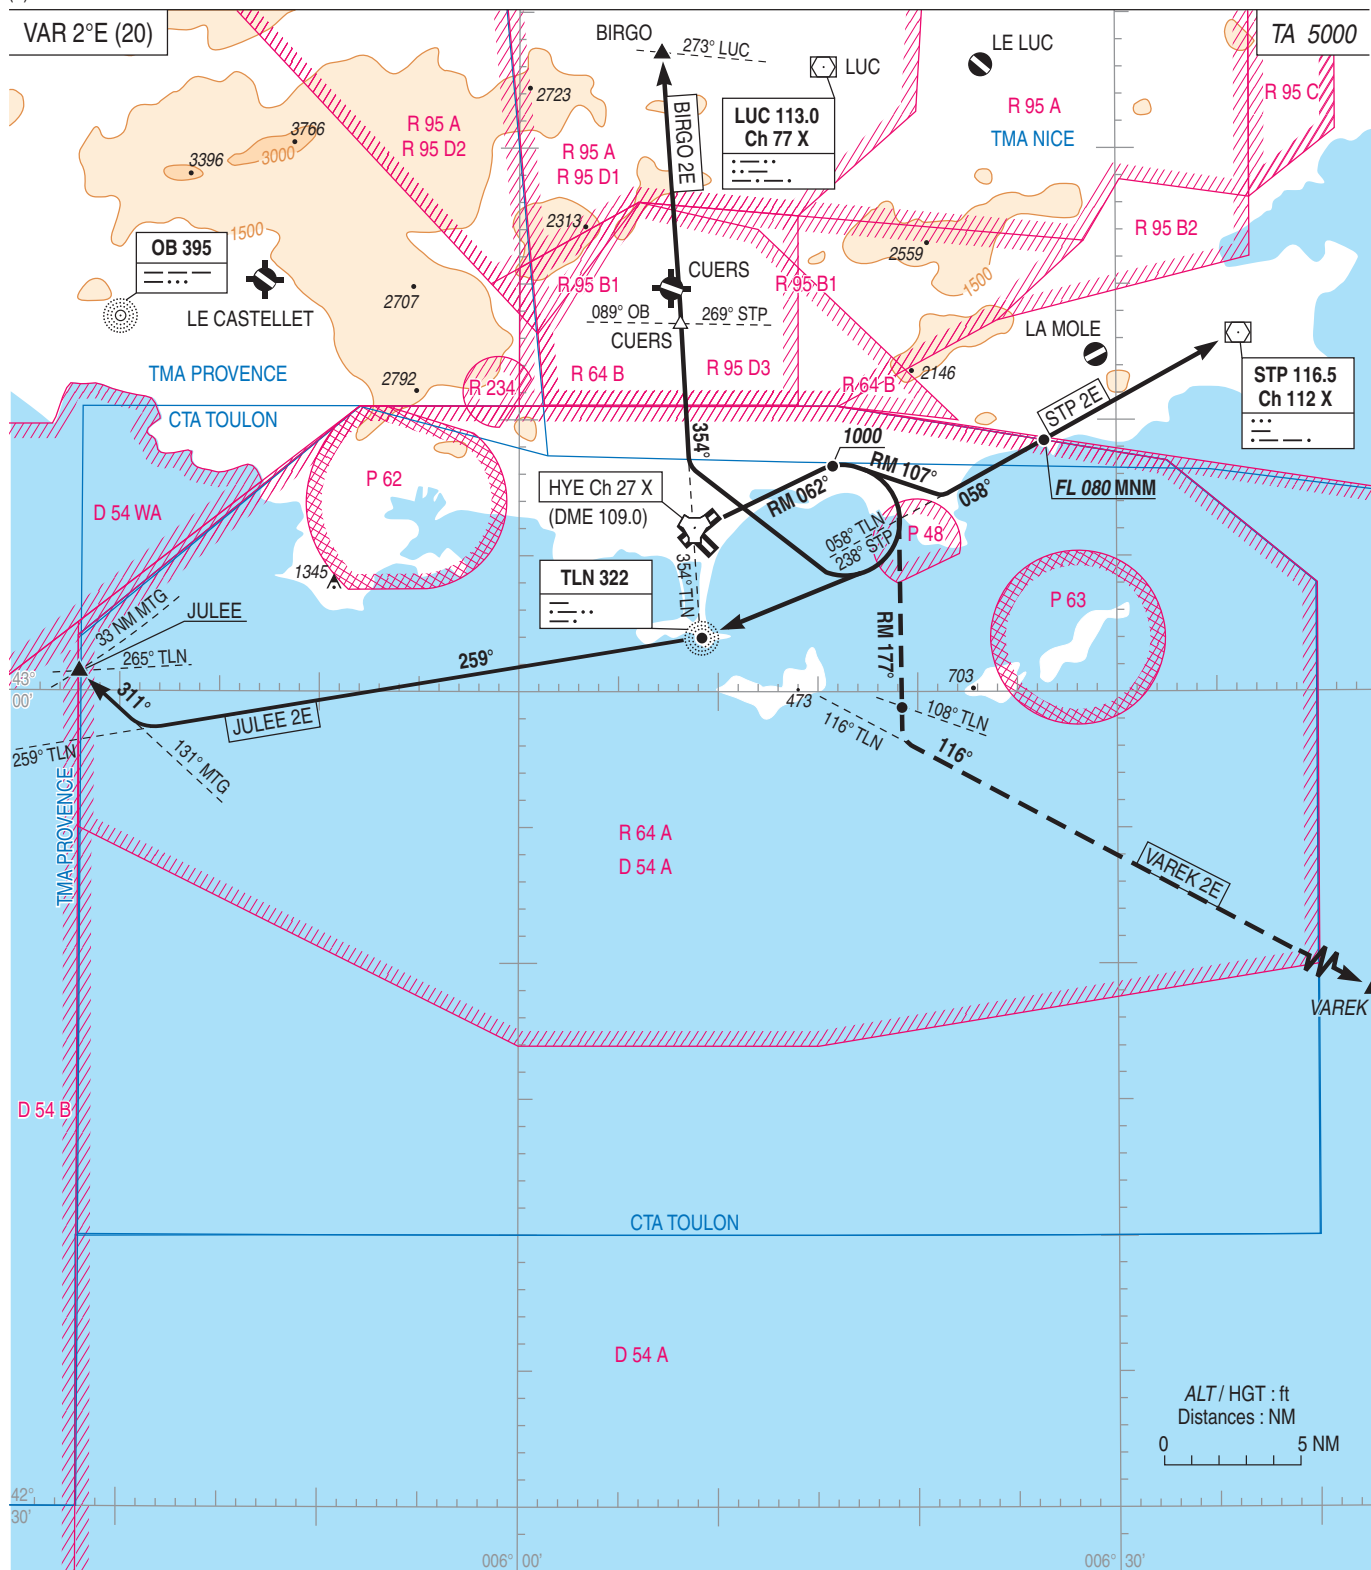 VAR 2°E (20)
BIRGO
273° LUC
LUC
LE LUC
TA 5000
LUC 113.0
Ch 77 X
R 95 A
TMA NICE
R 95 C
2723
3766
3000
3396
R 95 A
R 95 D2
R 95 A
R 95 D1
BIRGO 2E
1500
2313
R 95 B2
2559
1500
OB 395
LE CASTELLET
2707
R 95 B1
CUERS
R 95 B1
089° OB
269° STP
CUERS
LA MOLE
TMA PROVENCE
2792
R 234
R 64 B
R 95 D3
R 64 B
2146
STP 116.5
Ch 112 X
STP 2E
CTA TOULON
354°
1000
RM 107°
058°
FL 080 MNM
P 62
HYE Ch 27 X
(DME 109.0)
RM 062°
D 54 WA
058° TLN
238° STP
P 48
1345
354° TLN
TLN 322
P 63
33 NM MTG
JULEE
265° TLN
259°
RM 177°
43°
00'
311°
JULEE 2E
703
473
108° TLN
116° TLN
116°
259° TLN
131° MTG
TMA PROVENCE
R 64 A
D 54 A
VAREK 2E
VAREK
D 54 B
CTA TOULON
D 54 A
ALT / HGT : ft
Distances : NM
0
5 NM
42°
30'
006° 00'
006° 30'